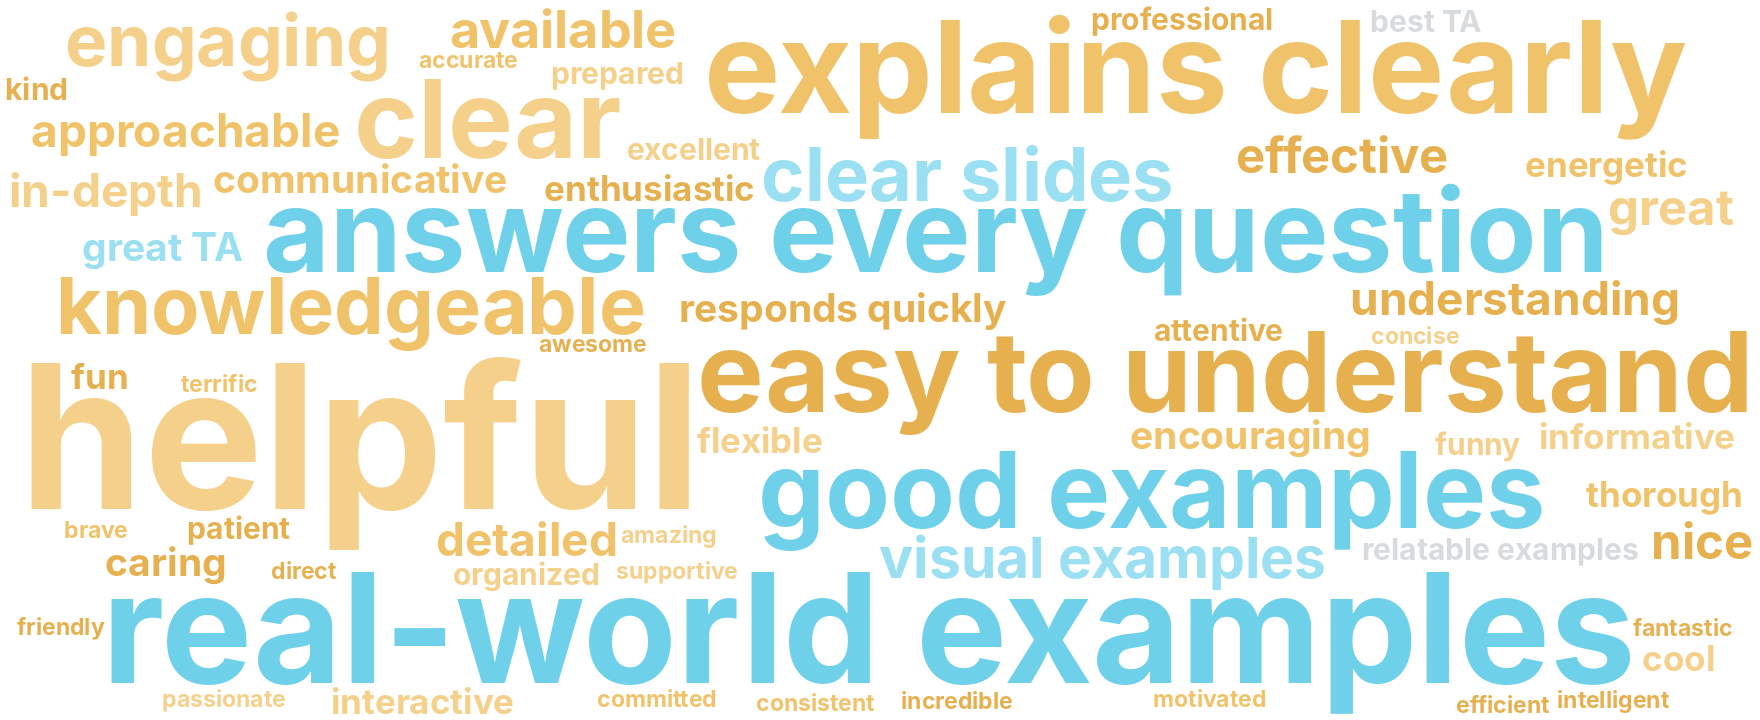 engaging
available
professional
best TA
explains clearly
accurate
prepared
kind
clear
approachable
excellent
effective
energetic
clear slides
in-depth
communicative
enthusiastic
great
answers every question
great TA
knowledgeable
responds quickly
understanding
attentive
concise
awesome
easy to understand
fun
terrific
helpful
flexible
encouraging
funny
informative
good examples
thorough
brave
patient
detailed
amazing
nice
visual examples
relatable examples
caring
direct
organized
supportive
real-world examples
friendly
fantastic
cool
passionate
interactive
committed
consistent
incredible
motivated
efficient
intelligent